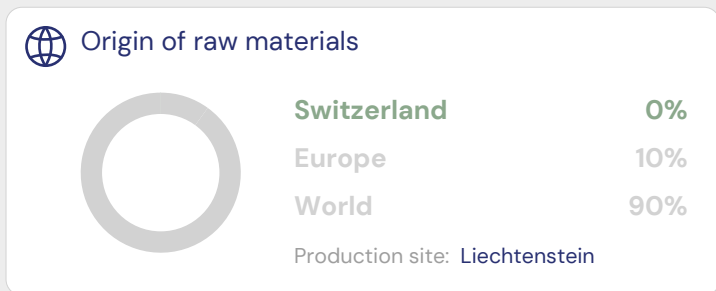 Origin of raw materials
Switzerland 0%
Europe 10%
World 90%
Production site: Liechtenstein